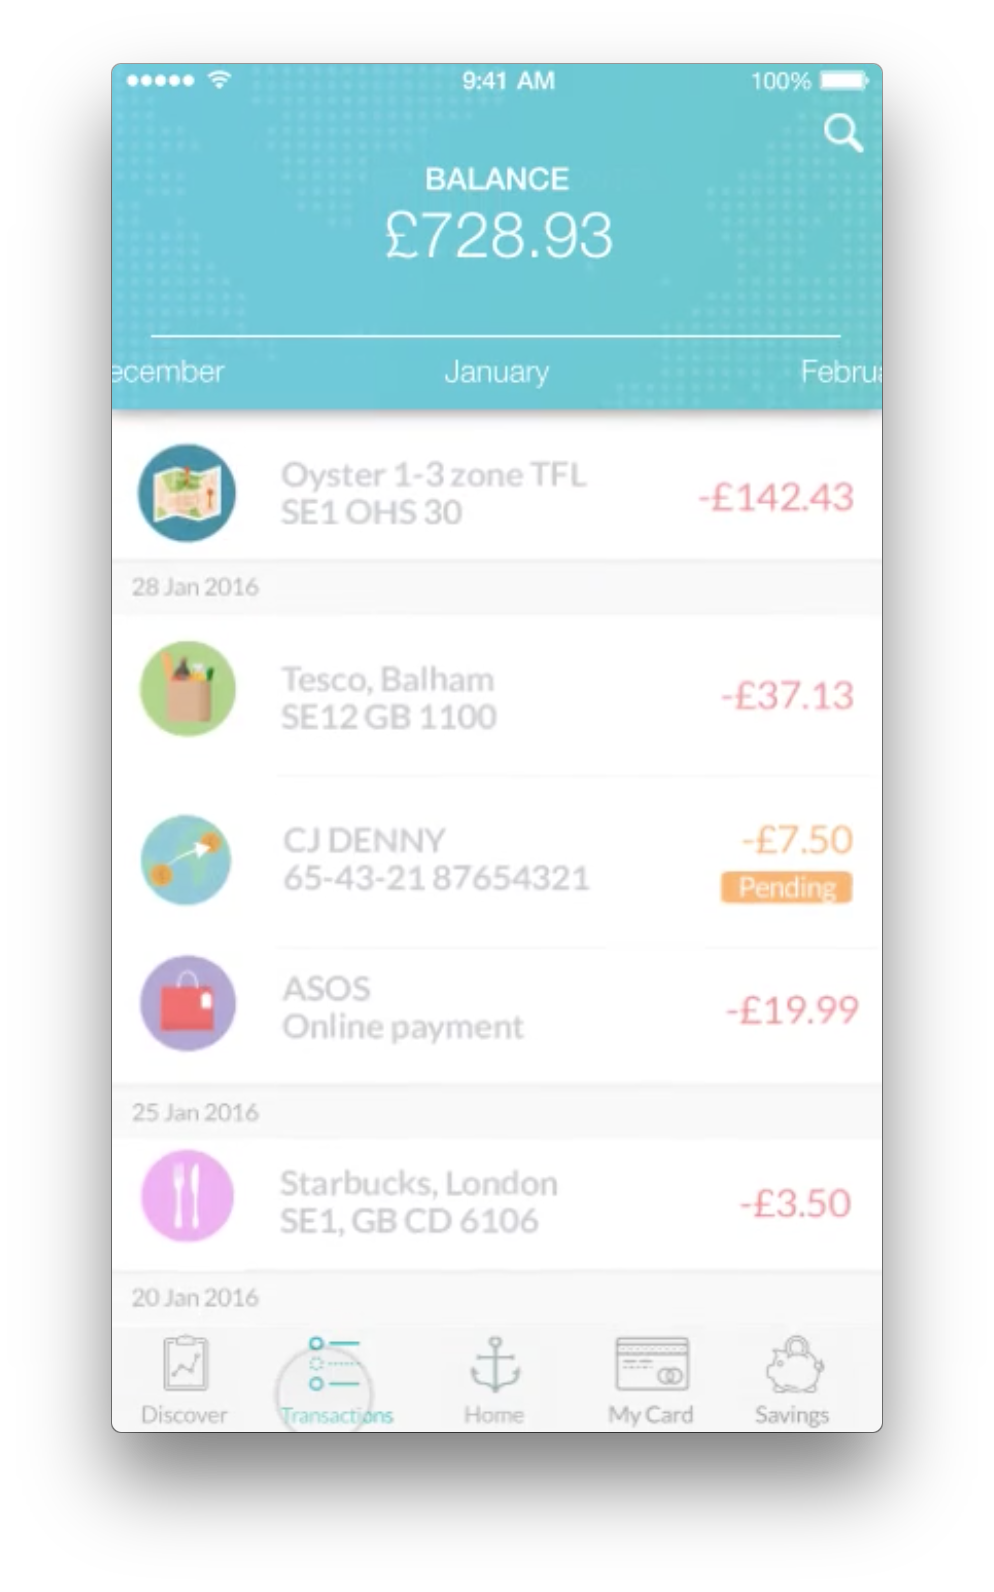 9:41 AM
100%
BALANCE
£728.93
ecember January Februa
Oyster 1-3 zone TFL
SE1 OHS 30
-£142.43
28 Jan 2016
Tesco, Balham
SE12 GB 1100
-£37.13
CJ DENNY
65-43-21 87654321
-£7.50
Pending
ASOS
Online payment
-£19.99
25 Jan 2016
Starbucks, London
SE1, GB CD 6106
-£3.50
20 Jan 2016
Discover Transactions Home My Card Savings